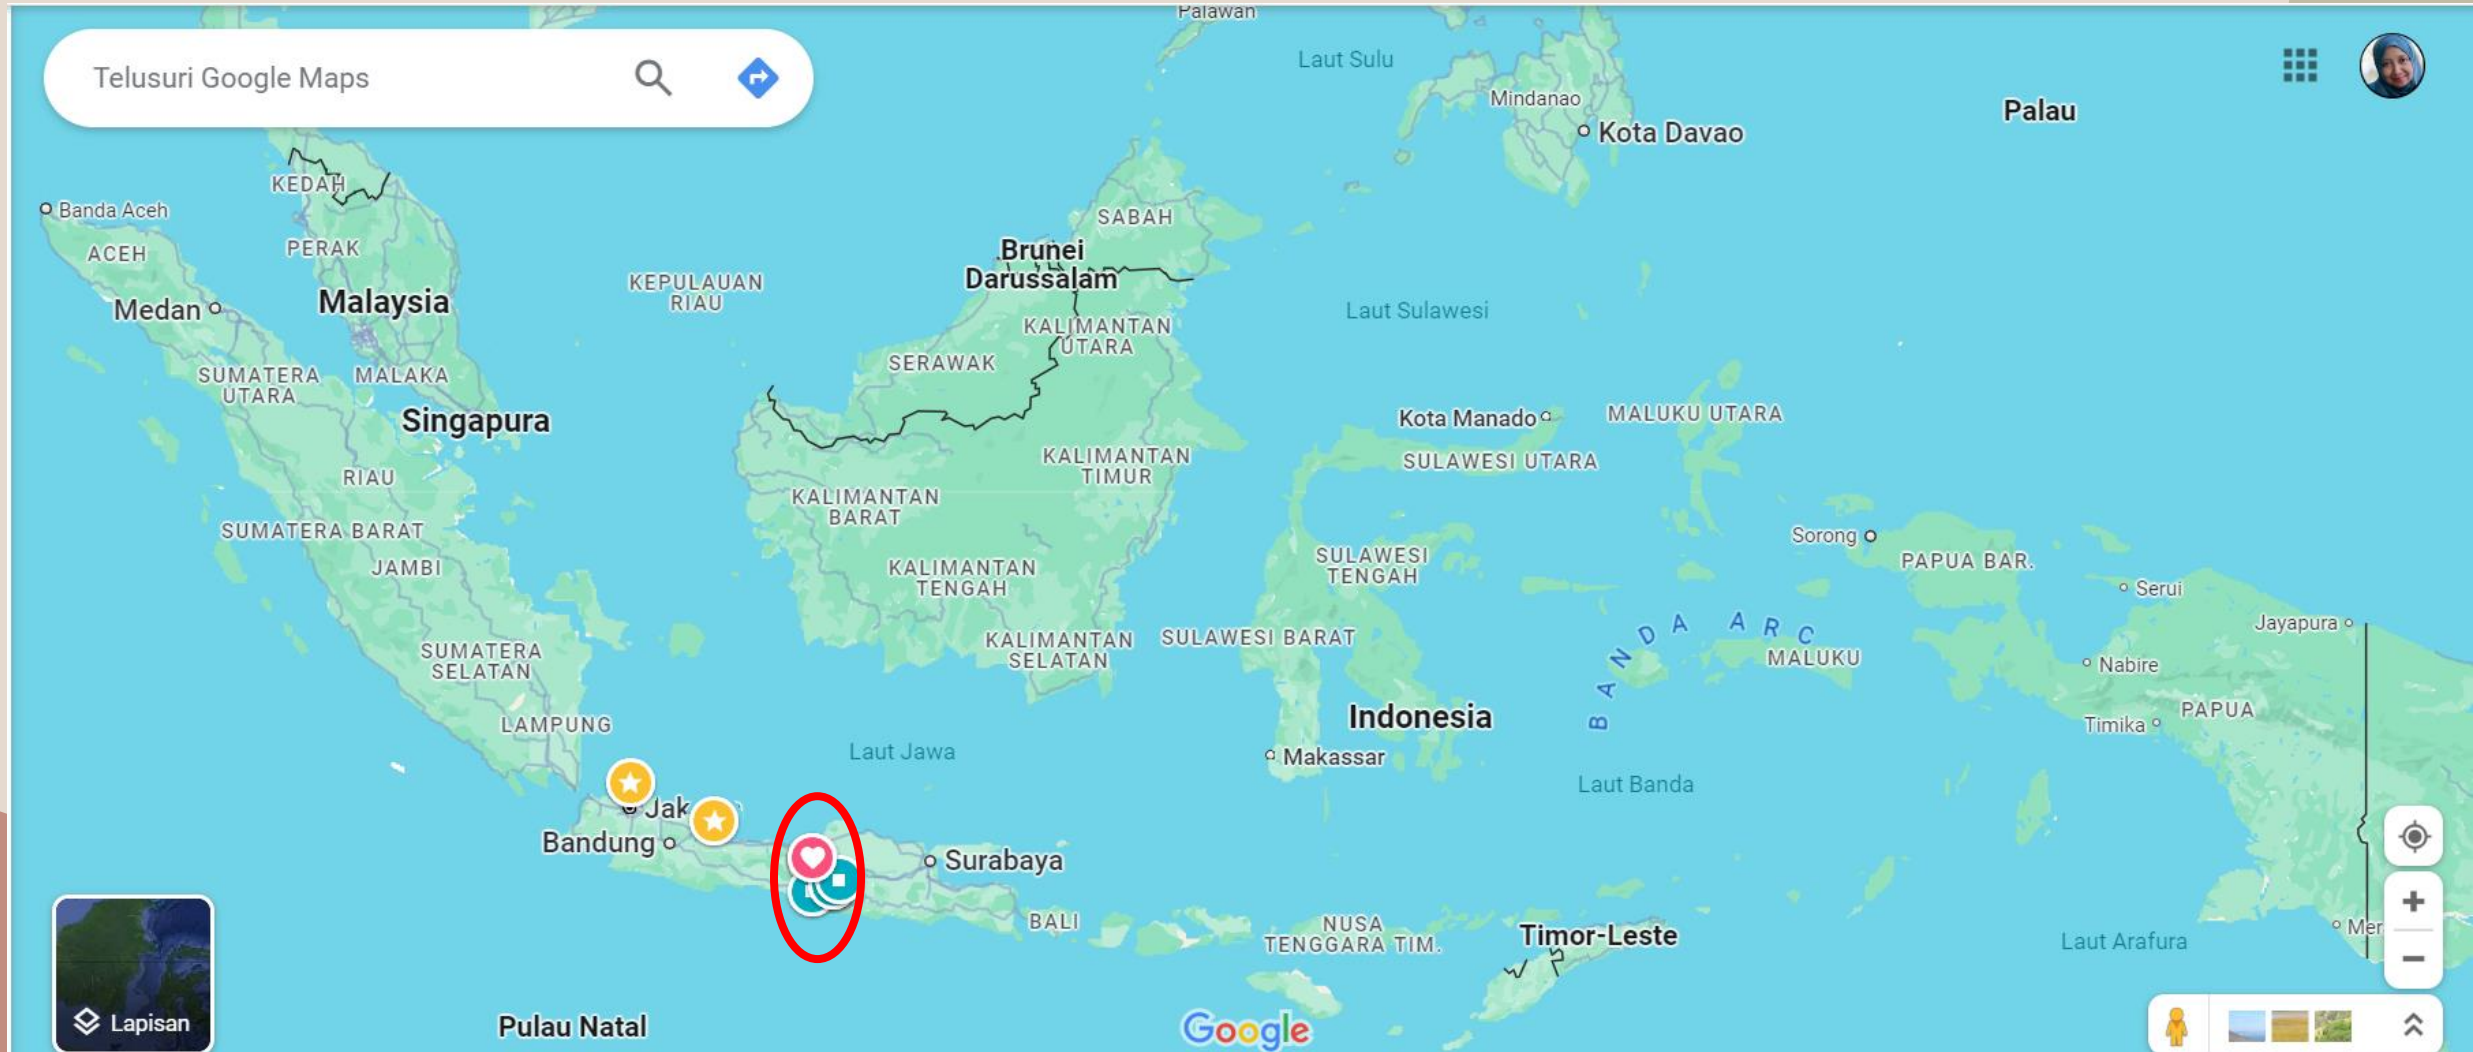 Palawan
Laut Sulu
Telusuri Google Maps
Mindanao
Palau
Kota Davao
KEDAH
Banda Aceh
SABAH
ACEH
PERAK
Brunei
Darussalam
KEPULAUAN
RIAU
Malaysia
Medan
Laut Sulawesi
KALIMANTAN
UTARA
SERAWAK
SUMATERA
UTARA
MALAKA
Singapura
Kota Manado
MALUKU UTARA
KALIMANTAN
TIMUR
SULAWESI UTARA
RIAU
KALIMANTAN
BARAT
SUMATERA BARAT
Sorong
SULAWESI
TENGAH
PAPUA BAR.
JAMBI
KALIMANTAN
TENGAH
Serui
Jayapura
BANDA ARC
KALIMANTAN
SELATAN
SULAWESI BARAT
SUMATERA
SELATAN
MALUKU
Nabire
PAPUA
Indonesia
LAMPUNG
Timika
Laut Jawa
Makassar
Laut Banda
Jak
Bandung
Surabaya
BALI
NUSA
TENGGARA TIM.
Timor-Leste
Mer
Laut Arafura
Lapisan
Pulau Natal
Google